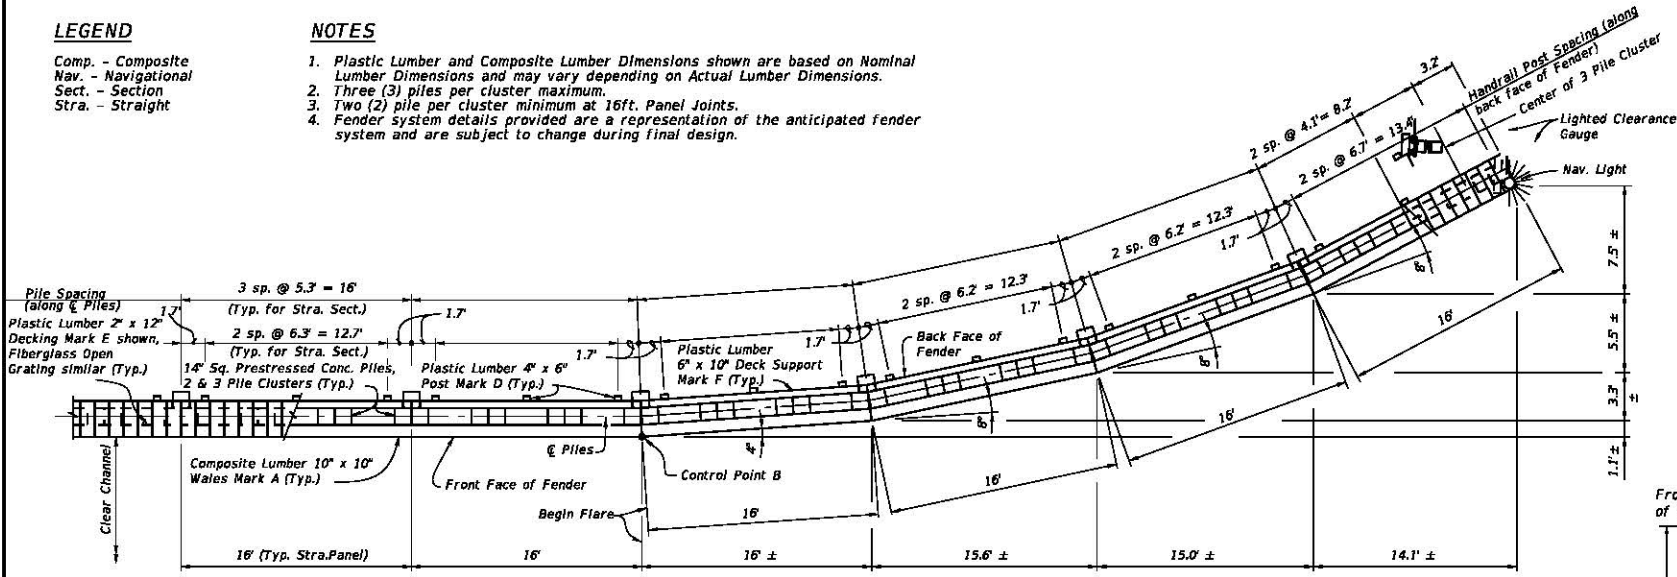 LEGEND
Comp. - Composite
Nav. - Navigational
Sect. - Section
Stra. - Straight
NOTES
1. Plastic Lumber and Composite Lumber Dimensions shown are based on Nominal
Lumber Dimensions and may vary depending on Actual Lumber Dimensions.
2. Three (3) piles per cluster maximum.
3. Two (2) pile per cluster minimum at 16ft. Panel Joints.
4. Fender system details provided are a representation of the anticipated fender
system and are subject to change during final design.
3.2'
Handrail Post Spacing (along
back face of Fender)
Center of 3 Pile Cluster
Lighted Clearance
Gauge
Nav. Light
2 sp. @ 4.1' = 8.2'
2 sp. @ 6.7' = 13.4'
2 sp. @ 6.2' = 12.3'
1.7'
2 sp. @ 6.2' = 12.3'
1.7'
1.7'
1.7'
Pile Spacing
(along ℄ Piles)
1.7'
3 sp. @ 5.3' = 16'
(Typ. for Stra. Sect.)
2 sp. @ 6.3' = 12.7'
(Typ. for Stra. Sect.)
1.7'
Plastic Lumber 2" x 12"
Decking Mark E shown,
Fiberglass Open
Grating similar (Typ.)
14" Sq. Prestressed Conc. Piles,
2 & 3 Pile Clusters (Typ.)
Plastic Lumber 4" x 6"
Post Mark D (Typ.)
Plastic Lumber
6" x 10" Deck Support
Mark F (Typ.)
Back Face of
Fender
Composite Lumber 10" x 10"
Wales Mark A (Typ.)
Front Face of Fender
℄ Piles
Control Point B
Begin Flare
Clear Channel
4°
8°
8°
8°
16'
16'
16'
16'
7.5' ±
5.5' ±
3.3'
±
1.1' ±
16' (Typ. Stra.Panel)
16'
16' ±
15.6' ±
15.0' ±
14.1' ±
Fro
of